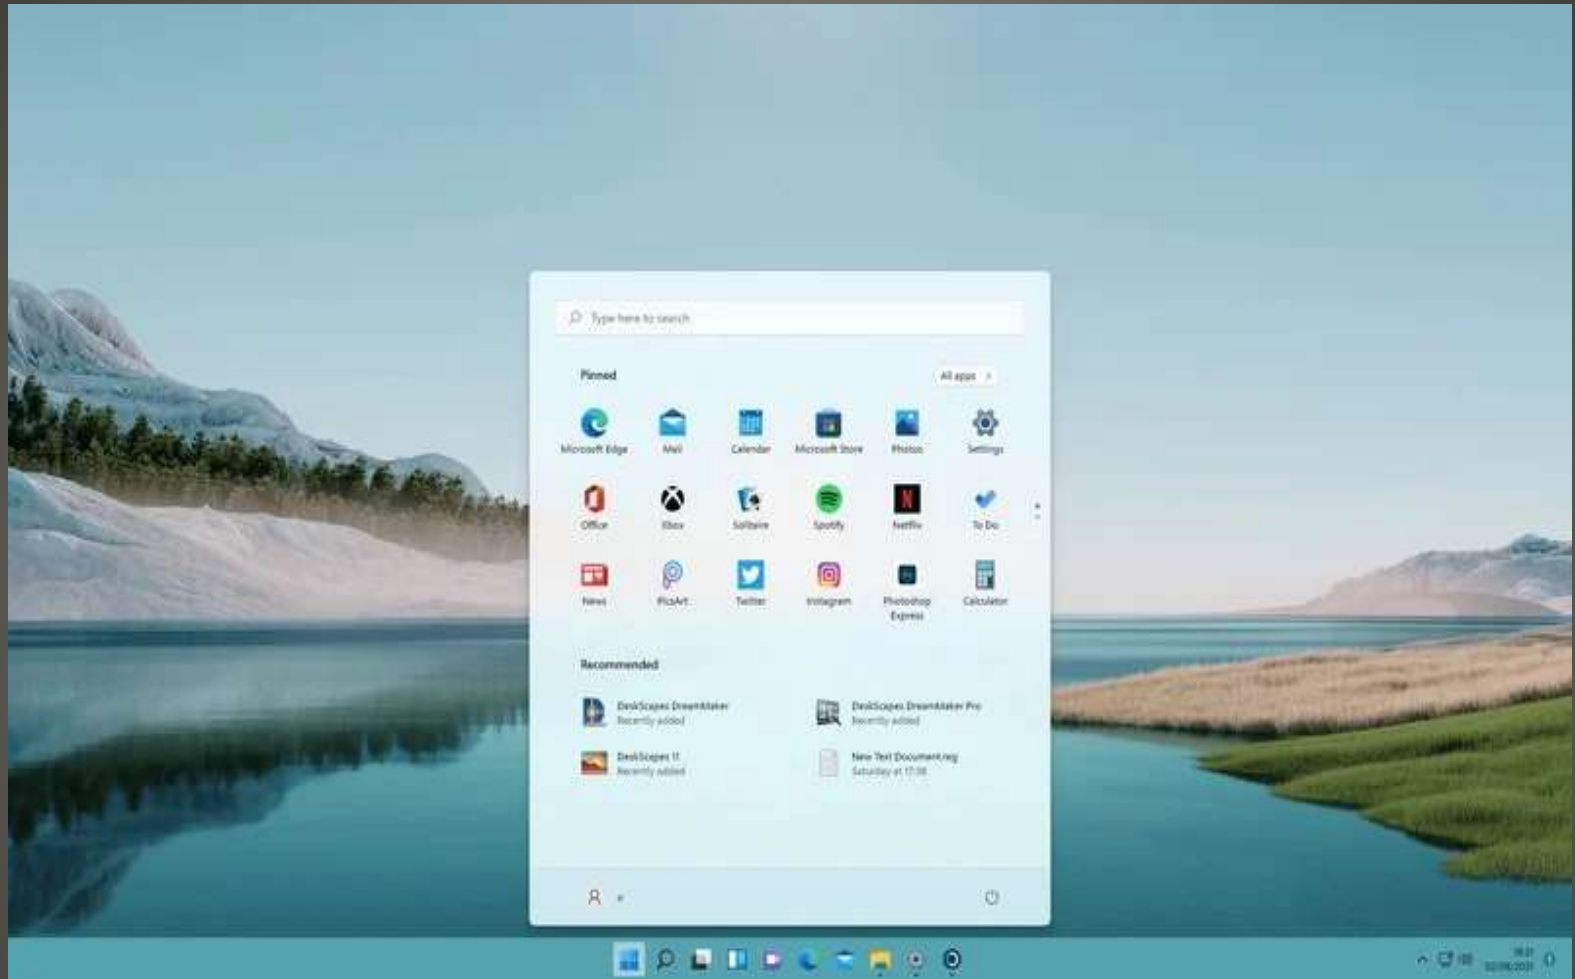 Type here to search
Pinned
All apps
Microsoft Edge
Mail
Calendar
Microsoft Store
Photos
Settings
Office
Xbox
Solitaire
Spotify
Netflix
To Do
News
PicsArt
Twitter
Instagram
Photoshop
Express
Calculator
Recommended
DeskScapes DreamMaker
Recently added
DeskScapes DreamMaker Pro
Recently added
DeskScapes 11
Recently added
New Text Document.reg
Saturday at 17:38